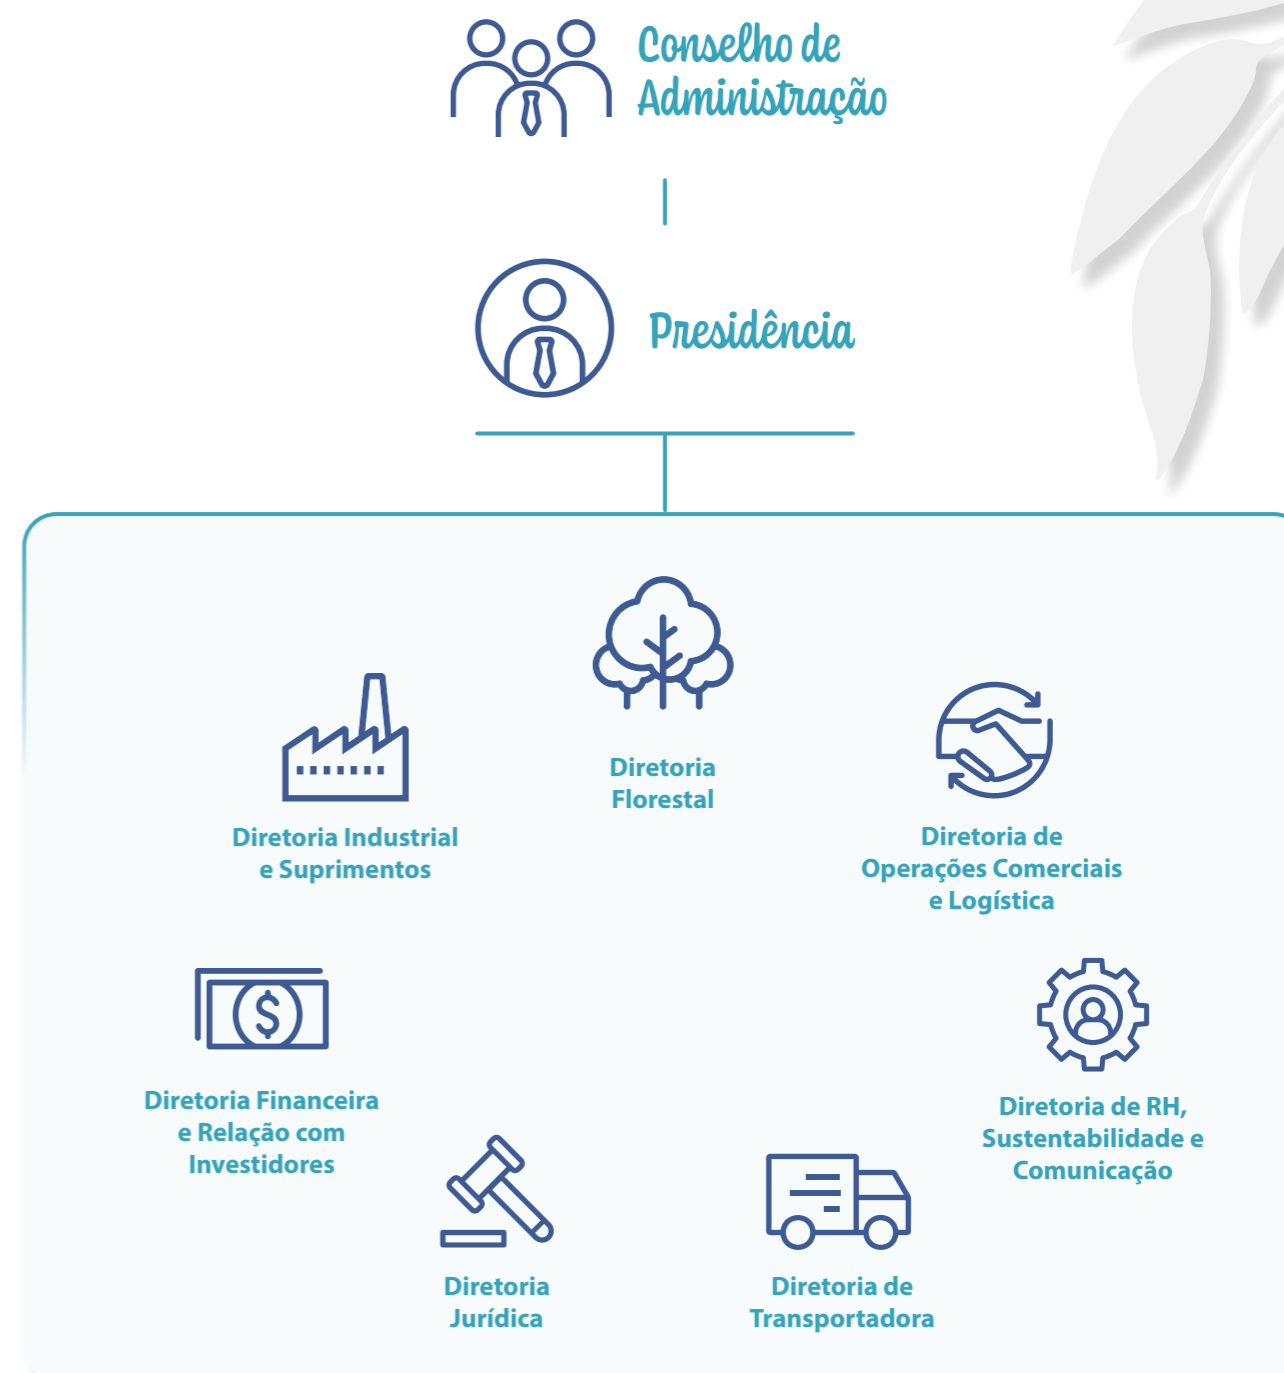 Conselho de
Administração
Presidência
Diretoria
Florestal
Diretoria Industrial
e Suprimentos
Diretoria de
Operações Comerciais
e Logística
Diretoria Financeira
e Relação com
Investidores
Diretoria de RH,
Sustentabilidade e
Comunicação
Diretoria
Jurídica
Diretoria de
Transportadora